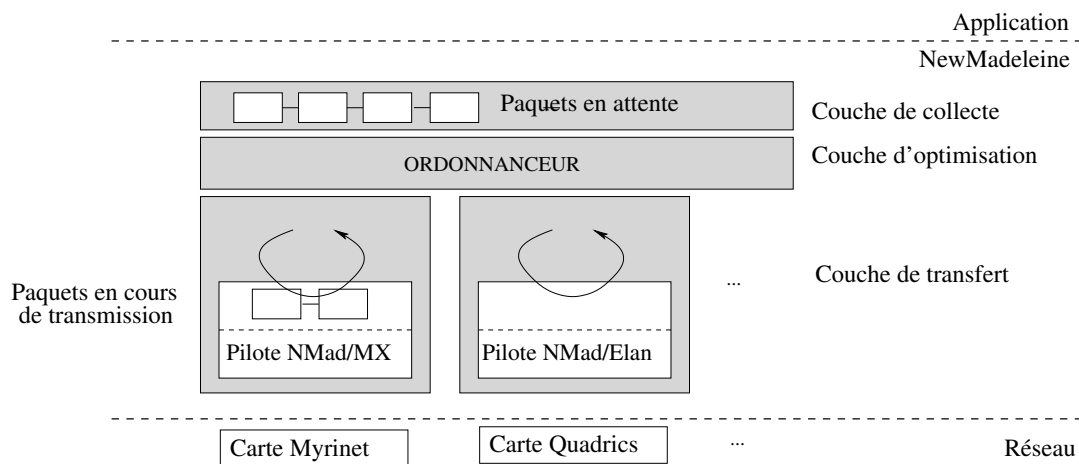 Application
NewMadeleine
Paquets en attente
Couche de collecte
ORDONNANCEUR
Couche d'optimisation
Paquets en cours
de transmission
...
Couche de transfert
Pilote NMad/MX
Pilote NMad/Elan
Carte Myrinet
Carte Quadrics
...
Réseau